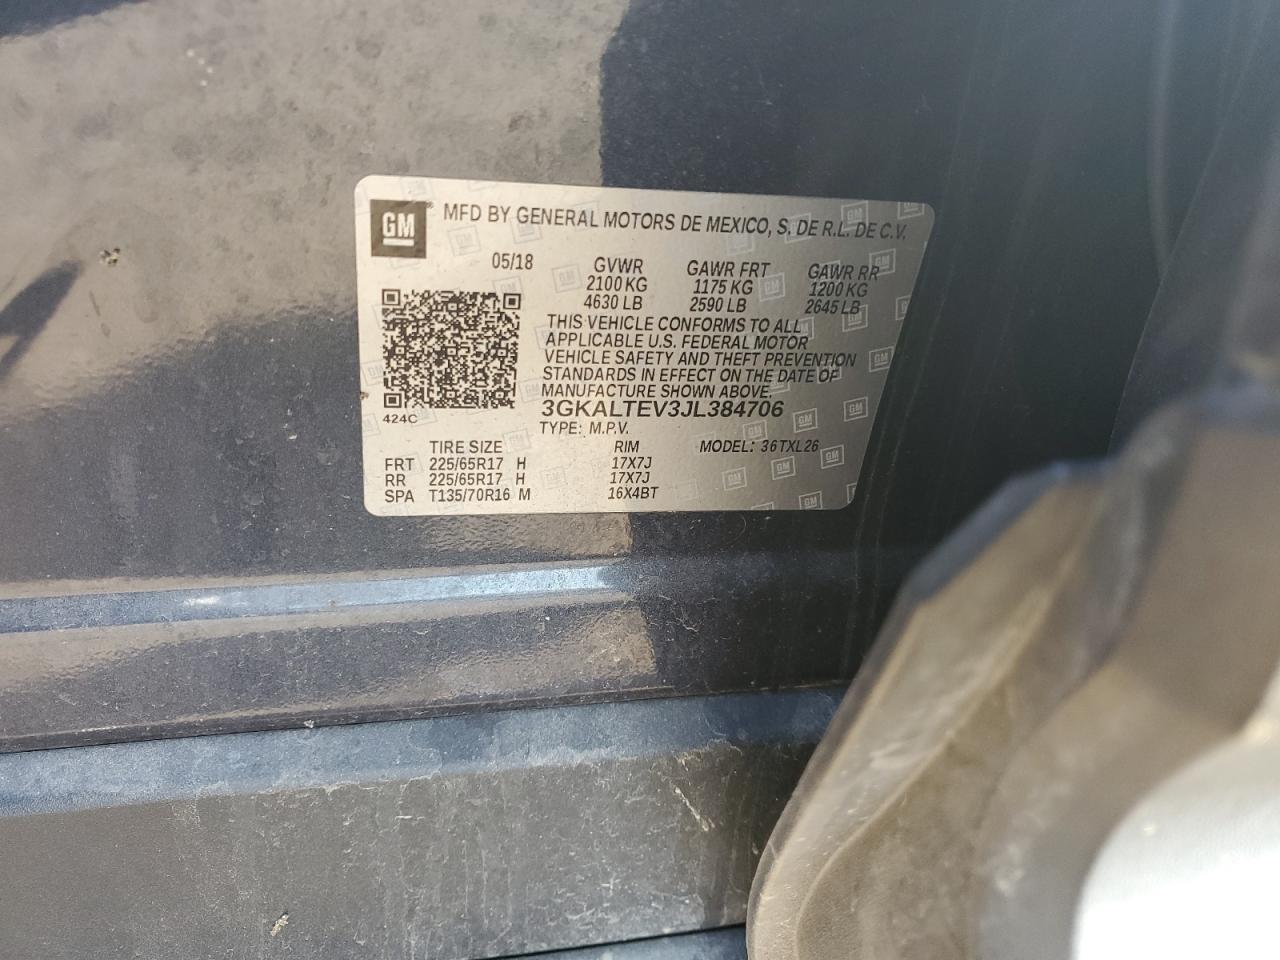 GM
MFD BY GENERAL MOTORS DE MEXICO, S. DE R.L. DE C.V.
05/18 GVWR GAWR FRT GAWR RR
2100 KG 1175 KG 1200 KG
4630 LB 2590 LB 2645 LB
THIS VEHICLE CONFORMS TO ALL
APPLICABLE U.S. FEDERAL MOTOR
VEHICLE SAFETY AND THEFT PREVENTION
STANDARDS IN EFFECT ON THE DATE OF
MANUFACTURE SHOWN ABOVE.
3GKALTEV3JL384706
424C
TYPE: M.P.V.
TIRE SIZE RIM MODEL: 36TXL26
FRT 225/65R17 H 17X7J
RR 225/65R17 H 17X7J
SPA T135/70R16 M 16X4BT